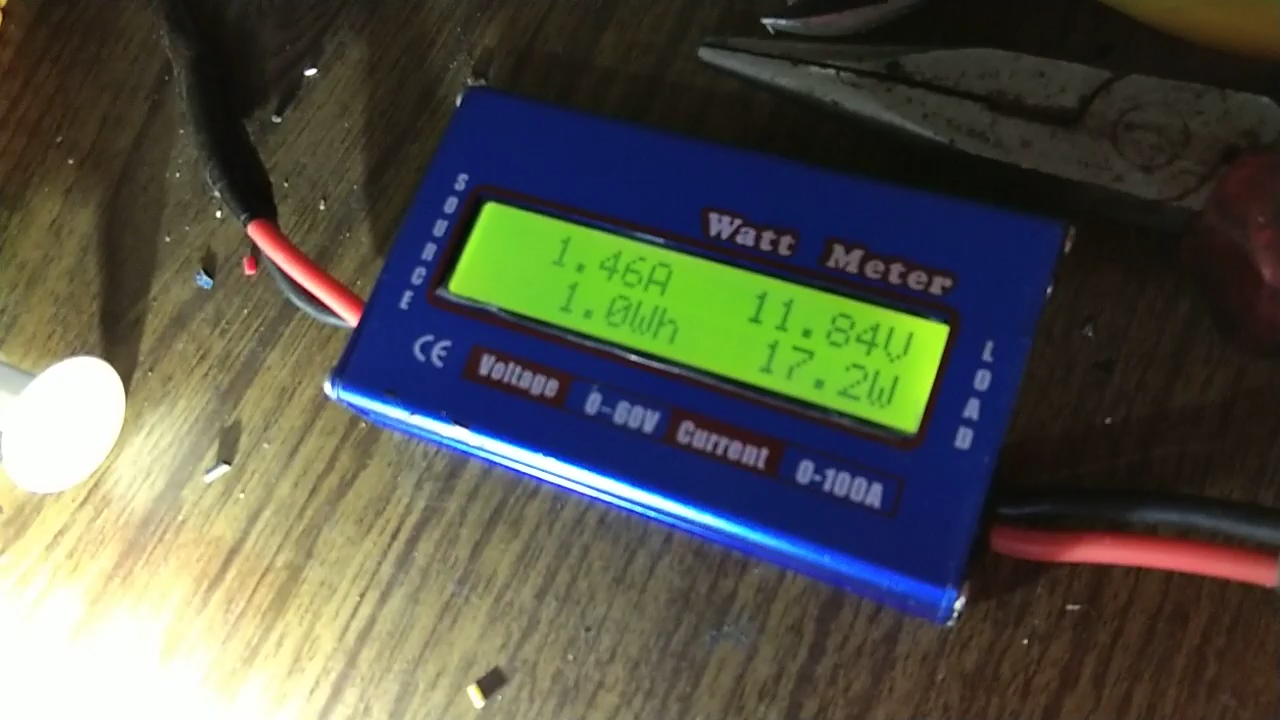 Watt Meter
SOURCE
1.46A 11.84V
1.0Wh 17.2W
LOAD
CE Voltage 0-60V Current 0-100A